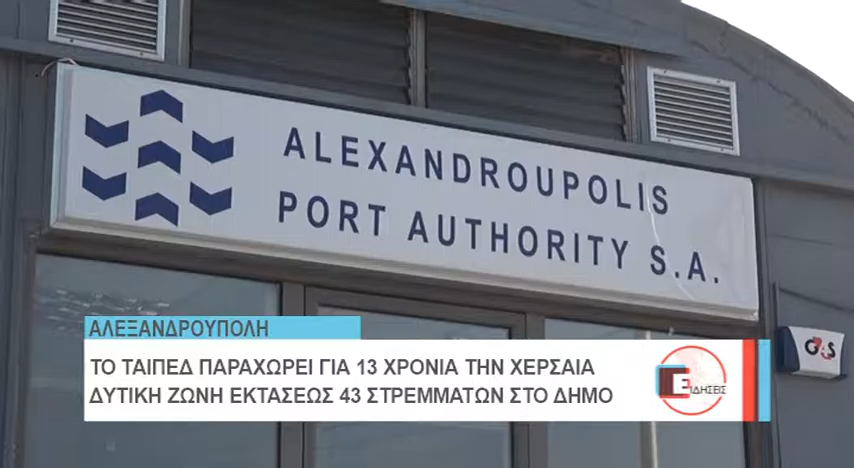 ALEXANDROUPOLIS
PORT AUTHORITY S.A.
G4S
ΑΛΕΞΑΝΔΡΟΥΠΟΛΗ
ΤΟ ΤΑΙΠΕΔ ΠΑΡΑΧΩΡΕΙ ΓΙΑ 13 ΧΡΟΝΙΑ ΤΗΝ ΧΕΡΣΑΙΑ
ΔΥΤΙΚΗ ΖΩΝΗ ΕΚΤΑΣΕΩΣ 43 ΣΤΡΕΜΜΑΤΩΝ ΣΤΟ ΔΗΜΟ
ΕΙΔΗΣΕΙΣ